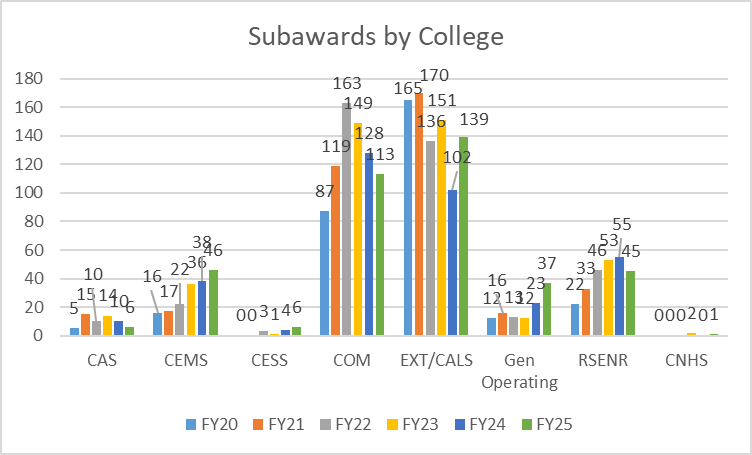 Subawards by College
180
160
140
120
100
80
60
40
20
0
5 15 10 14 10 6
16 17 22 36 38 46
0 0 3 1 4 6
87 119 163 149 128 113
165 170 136 151 102 139
12 16 13 12 23 37
22 33 46 53 55 45
0 0 0 2 0 1
CAS CEMS CESS COM EXT/CALS Gen RSENR CNHS
Operating
FY20 FY21 FY22 FY23 FY24 FY25